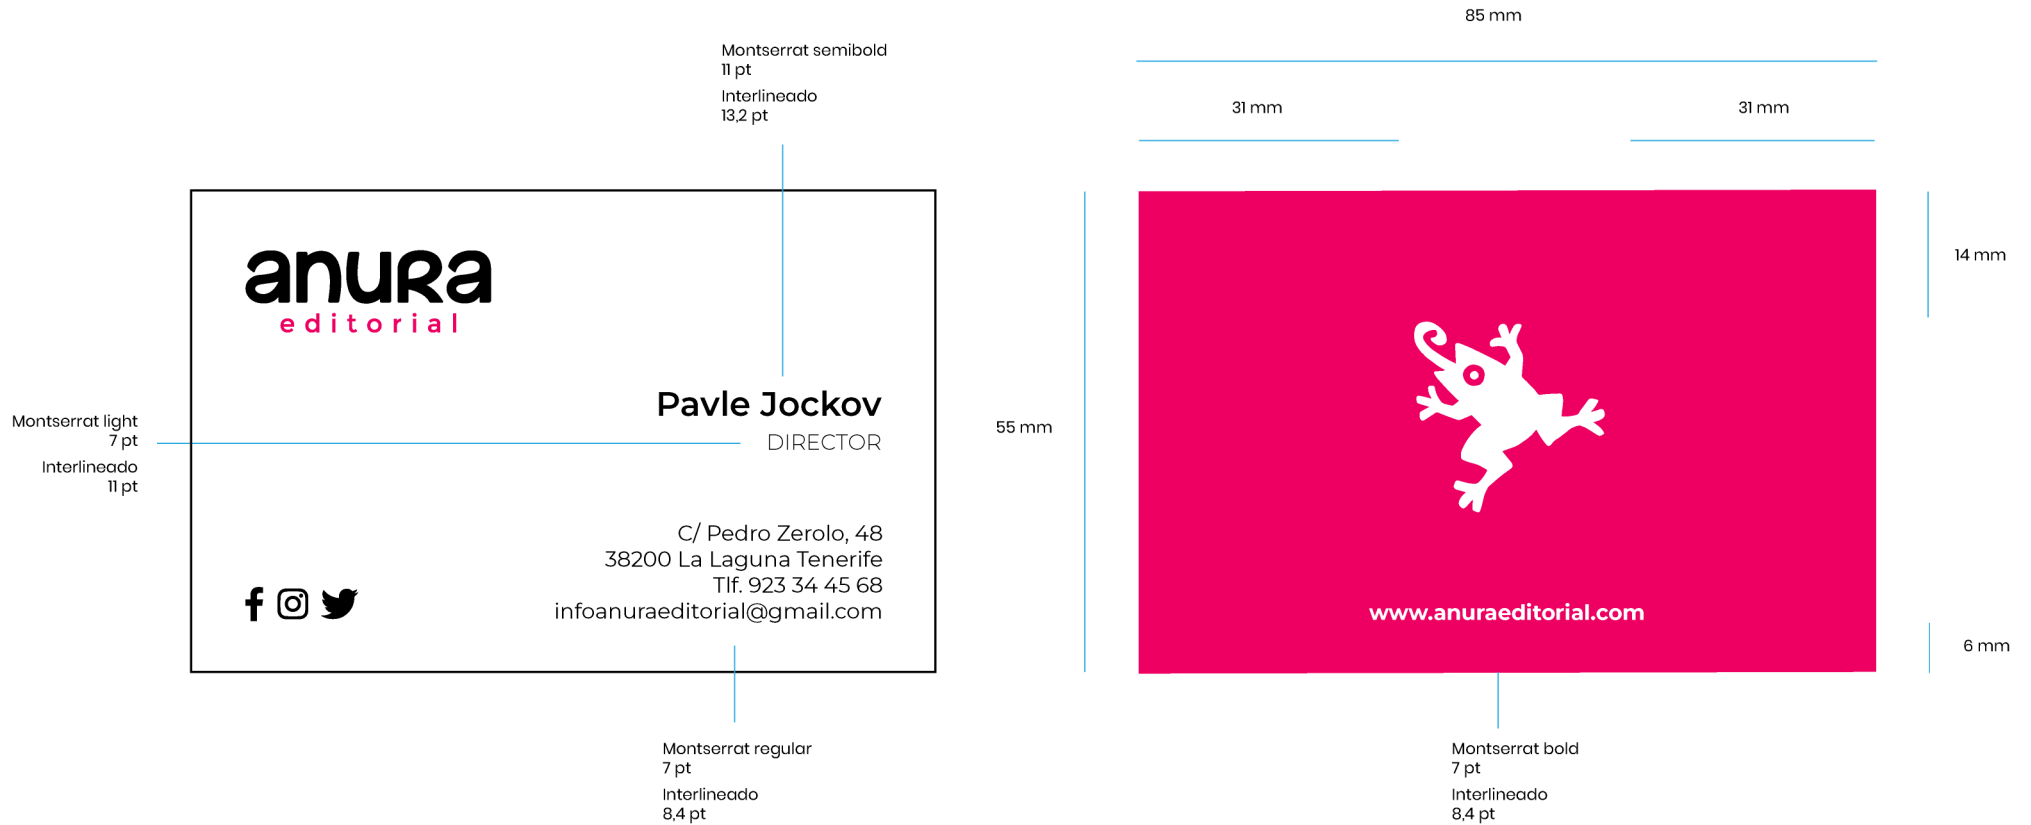 85 mm
Montserrat semibold
11 pt
Interlineado
13,2 pt
31 mm
31 mm
anura
editorial
14 mm
Pavle Jockov
DIRECTOR
Montserrat light
7 pt
Interlineado
11 pt
55 mm
C/ Pedro Zerolo, 48
38200 La Laguna Tenerife
Tlf. 923 34 45 68
infoanuraeditorial@gmail.com
www.anuraeditorial.com
6 mm
Montserrat regular
7 pt
Interlineado
8,4 pt
Montserrat bold
7 pt
Interlineado
8,4 pt